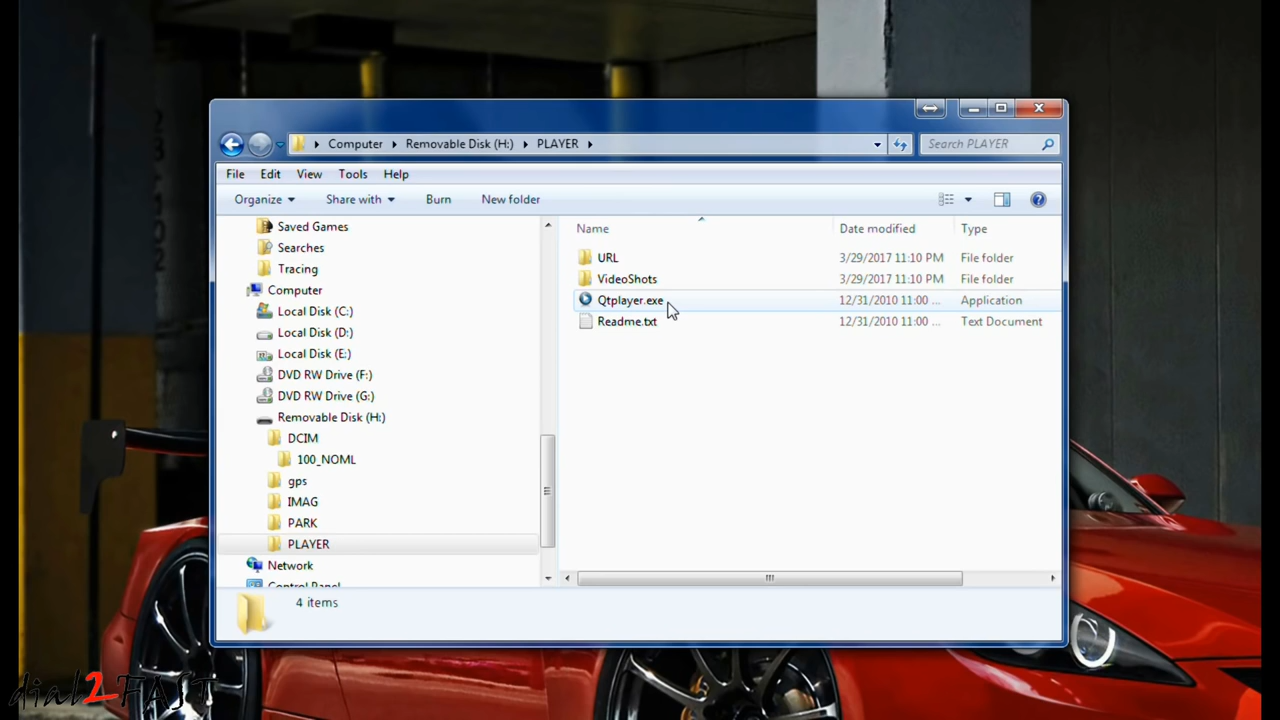 Computer Removable Disk (H:) PLAYER
Search PLAYER
File Edit View Tools Help
Organize Share with Burn New folder
Saved Games
Searches
Tracing
Computer
Local Disk (C:)
Local Disk (D:)
Local Disk (E:)
DVD RW Drive (F:)
DVD RW Drive (G:)
Removable Disk (H:)
DCIM
100_NOML
gps
IMAG
PARK
PLAYER
Network
Control Panel
Name Date modified Type
URL 3/29/2017 11:10 PM File folder
VideoShots 3/29/2017 11:10 PM File folder
Qtplayer.exe 12/31/2010 11:00 ... Application
Readme.txt 12/31/2010 11:00 ... Text Document
4 items
dial2FAST